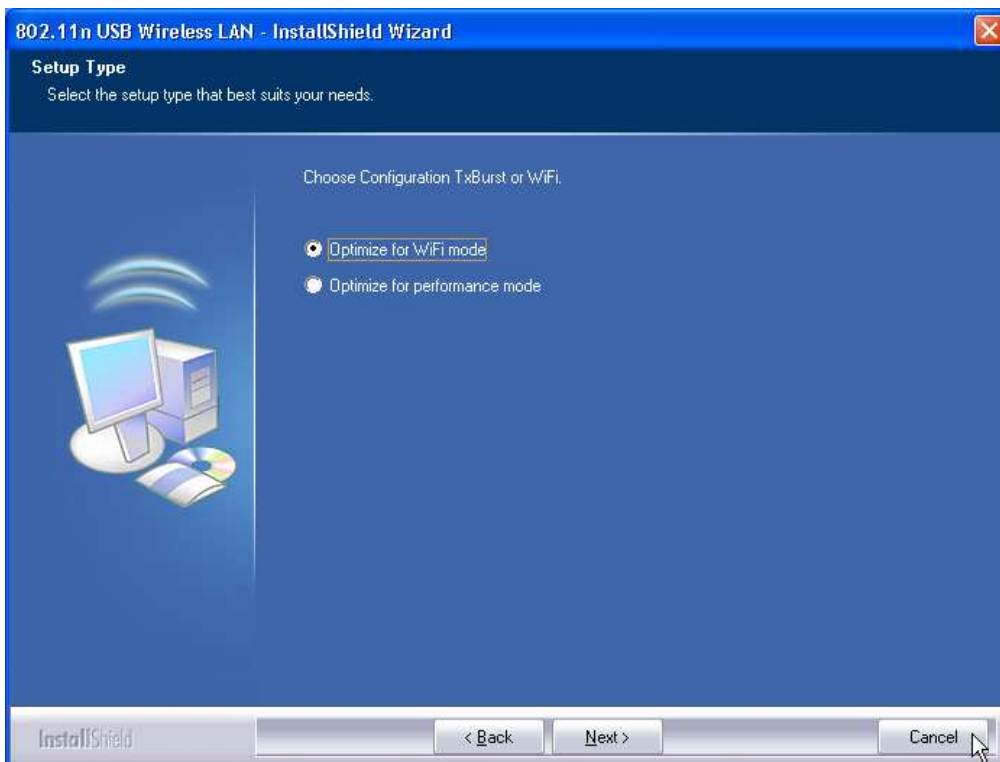 802.11n USB Wireless LAN - InstallShield Wizard
Setup Type
Select the setup type that best suits your needs.
Choose Configuration TxBurst or WiFi.
Optimize for WiFi mode
Optimize for performance mode
InstallShield
< Back
Next >
Cancel